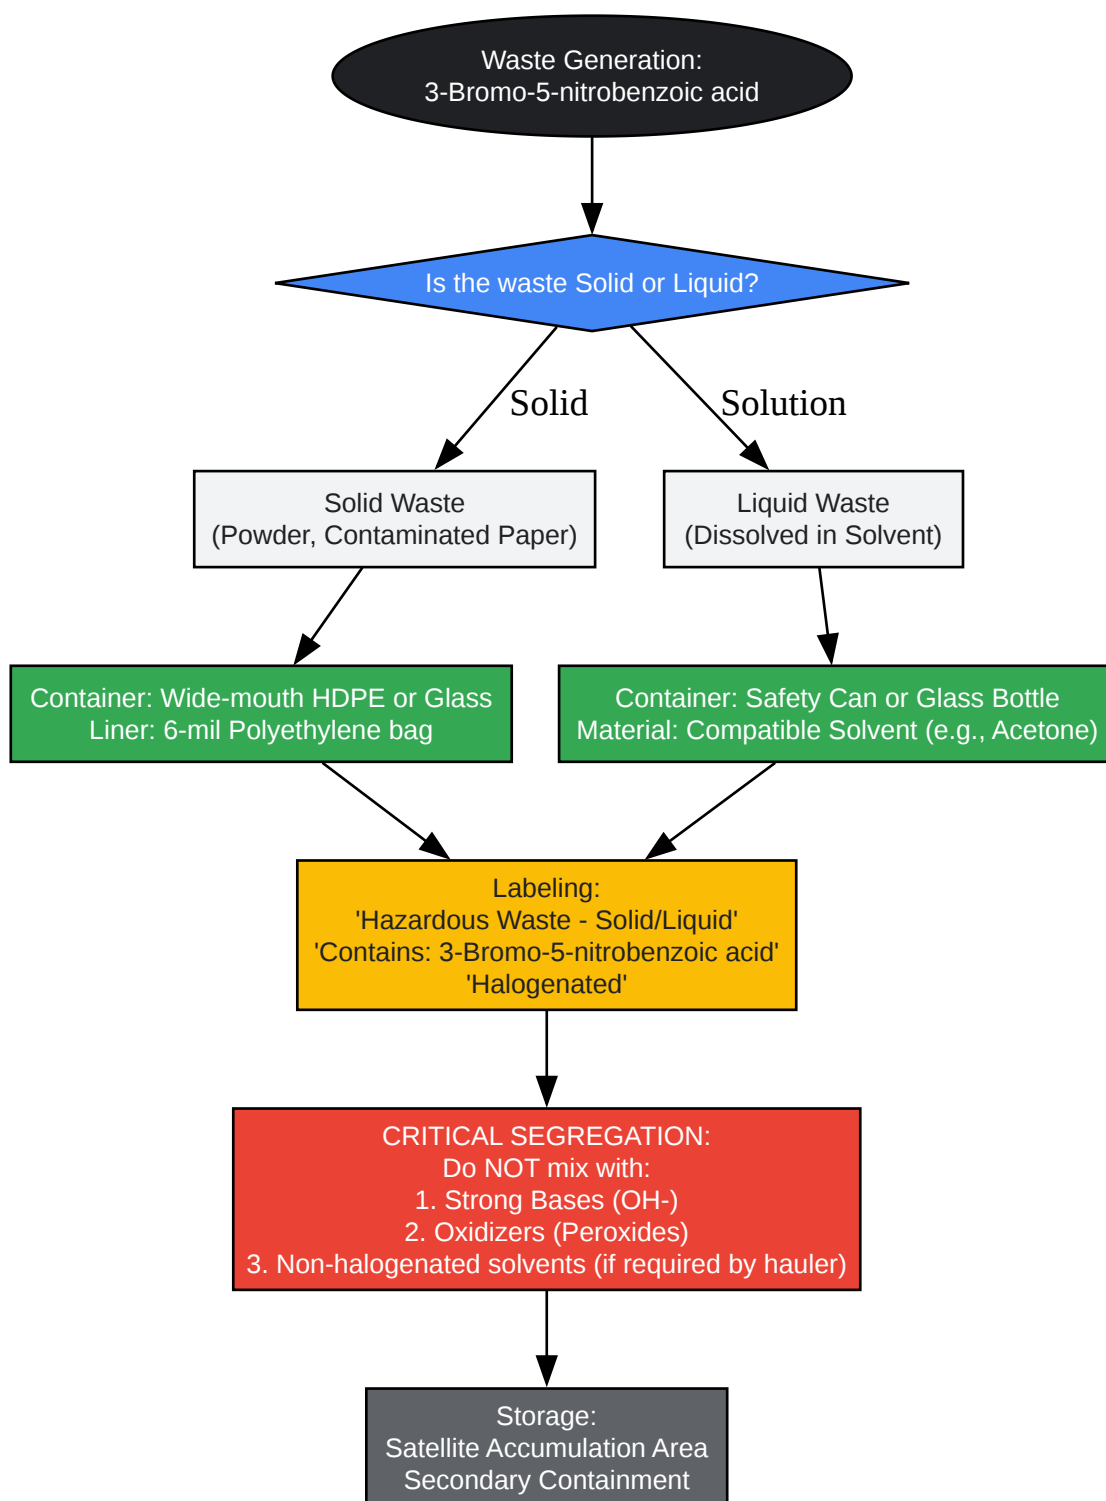 Waste Generation:
3-Bromo-5-nitrobenzoic acid
Is the waste Solid or Liquid?
Solid
Solution
Solid Waste
(Powder, Contaminated Paper)
Liquid Waste
(Dissolved in Solvent)
Container: Wide-mouth HDPE or Glass
Liner: 6-mil Polyethylene bag
Container: Safety Can or Glass Bottle
Material: Compatible Solvent (e.g., Acetone)
Labeling:
'Hazardous Waste - Solid/Liquid'
'Contains: 3-Bromo-5-nitrobenzoic acid'
'Halogenated'
CRITICAL SEGREGATION:
Do NOT mix with:
1. Strong Bases (OH-)
2. Oxidizers (Peroxides)
3. Non-halogenated solvents (if required by hauler)
Storage:
Satellite Accumulation Area
Secondary Containment